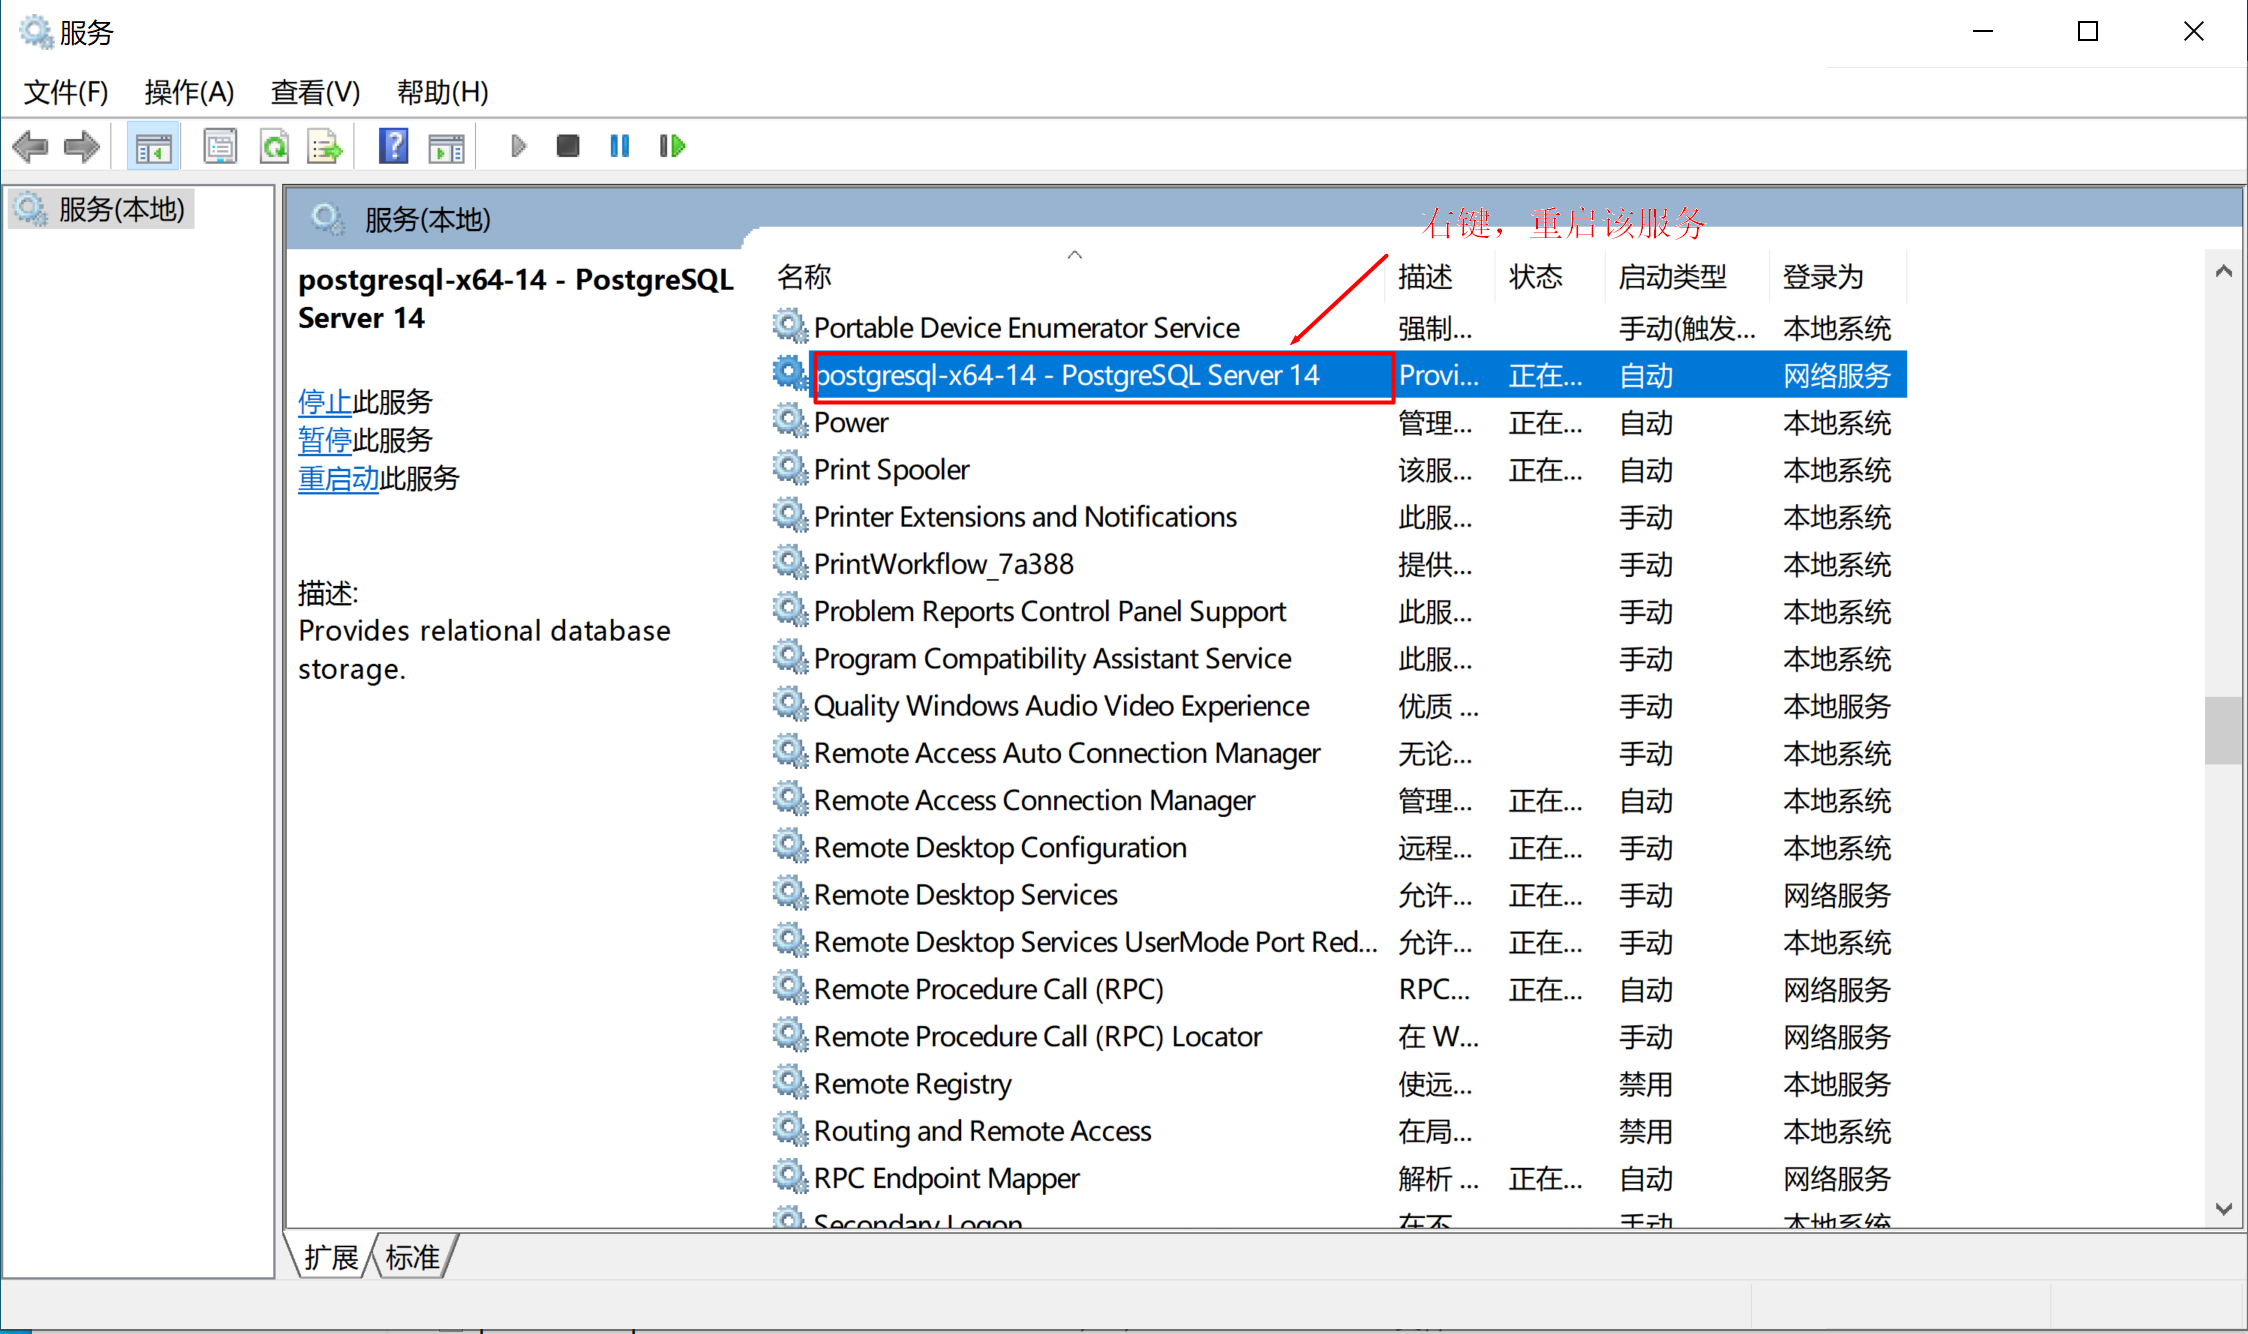 服务
文件(F) 操作(A) 查看(V) 帮助(H)
服务(本地)
服务(本地)
右键，重启该服务
postgresql-x64-14 - PostgreSQL
Server 14
停止此服务
暂停此服务
重启动此服务
描述:
Provides relational database
storage.
名称 描述 状态 启动类型 登录为
Portable Device Enumerator Service 强制... 手动(触发... 本地系统
postgresql-x64-14 - PostgreSQL Server 14 Provi... 正在... 自动 网络服务
Power 管理... 正在... 自动 本地系统
Print Spooler 该服... 正在... 自动 本地系统
Printer Extensions and Notifications 此服... 手动 本地系统
PrintWorkflow_7a388 提供... 手动 本地系统
Problem Reports Control Panel Support 此服... 手动 本地系统
Program Compatibility Assistant Service 此服... 手动 本地系统
Quality Windows Audio Video Experience 优质 ... 手动 本地服务
Remote Access Auto Connection Manager 无论... 手动 本地系统
Remote Access Connection Manager 管理... 正在... 自动 本地系统
Remote Desktop Configuration 远程... 正在... 手动 本地系统
Remote Desktop Services 允许... 正在... 手动 网络服务
Remote Desktop Services UserMode Port Red... 允许... 正在... 手动 本地系统
Remote Procedure Call (RPC) RPC... 正在... 自动 网络服务
Remote Procedure Call (RPC) Locator 在 W... 手动 网络服务
Remote Registry 使远... 禁用 本地服务
Routing and Remote Access 在局... 禁用 本地系统
RPC Endpoint Mapper 解析 ... 正在... 自动 网络服务
Secondary Logon 在不 手动 本地系统
扩展 标准